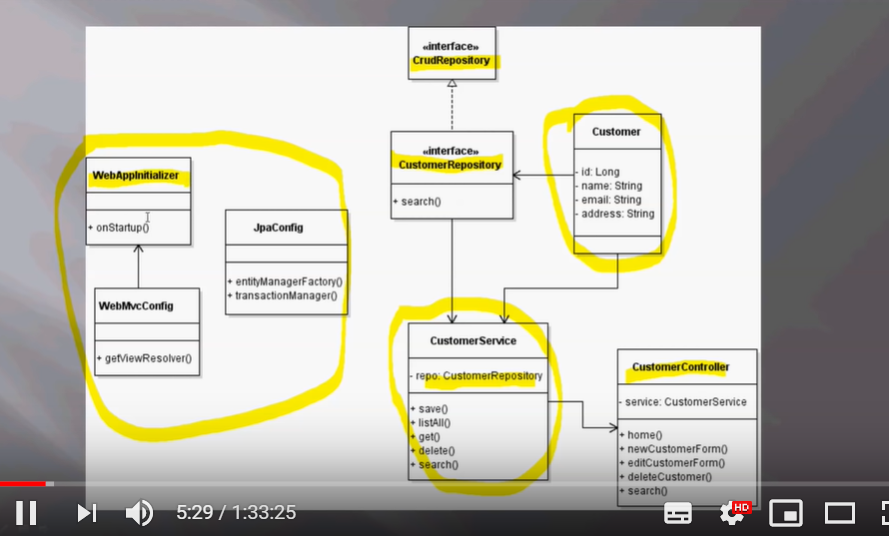 «interface»
CrudRepository
«interface»
CustomerRepository
+ search()
Customer
- id: Long
- name: String
- email: String
- address: String
WebAppInitializer
+ onStartup()
JpaConfig
+ entityManagerFactory()
+ transactionManager()
WebMvcConfig
+ getViewResolver()
CustomerService
- repo: CustomerRepository
+ save()
+ listAll()
+ get()
+ delete()
+ search()
CustomerController
- service: CustomerService
+ home()
+ newCustomerForm()
+ editCustomerForm()
+ deleteCustomer()
+ search()
5:29 / 1:33:25
HD